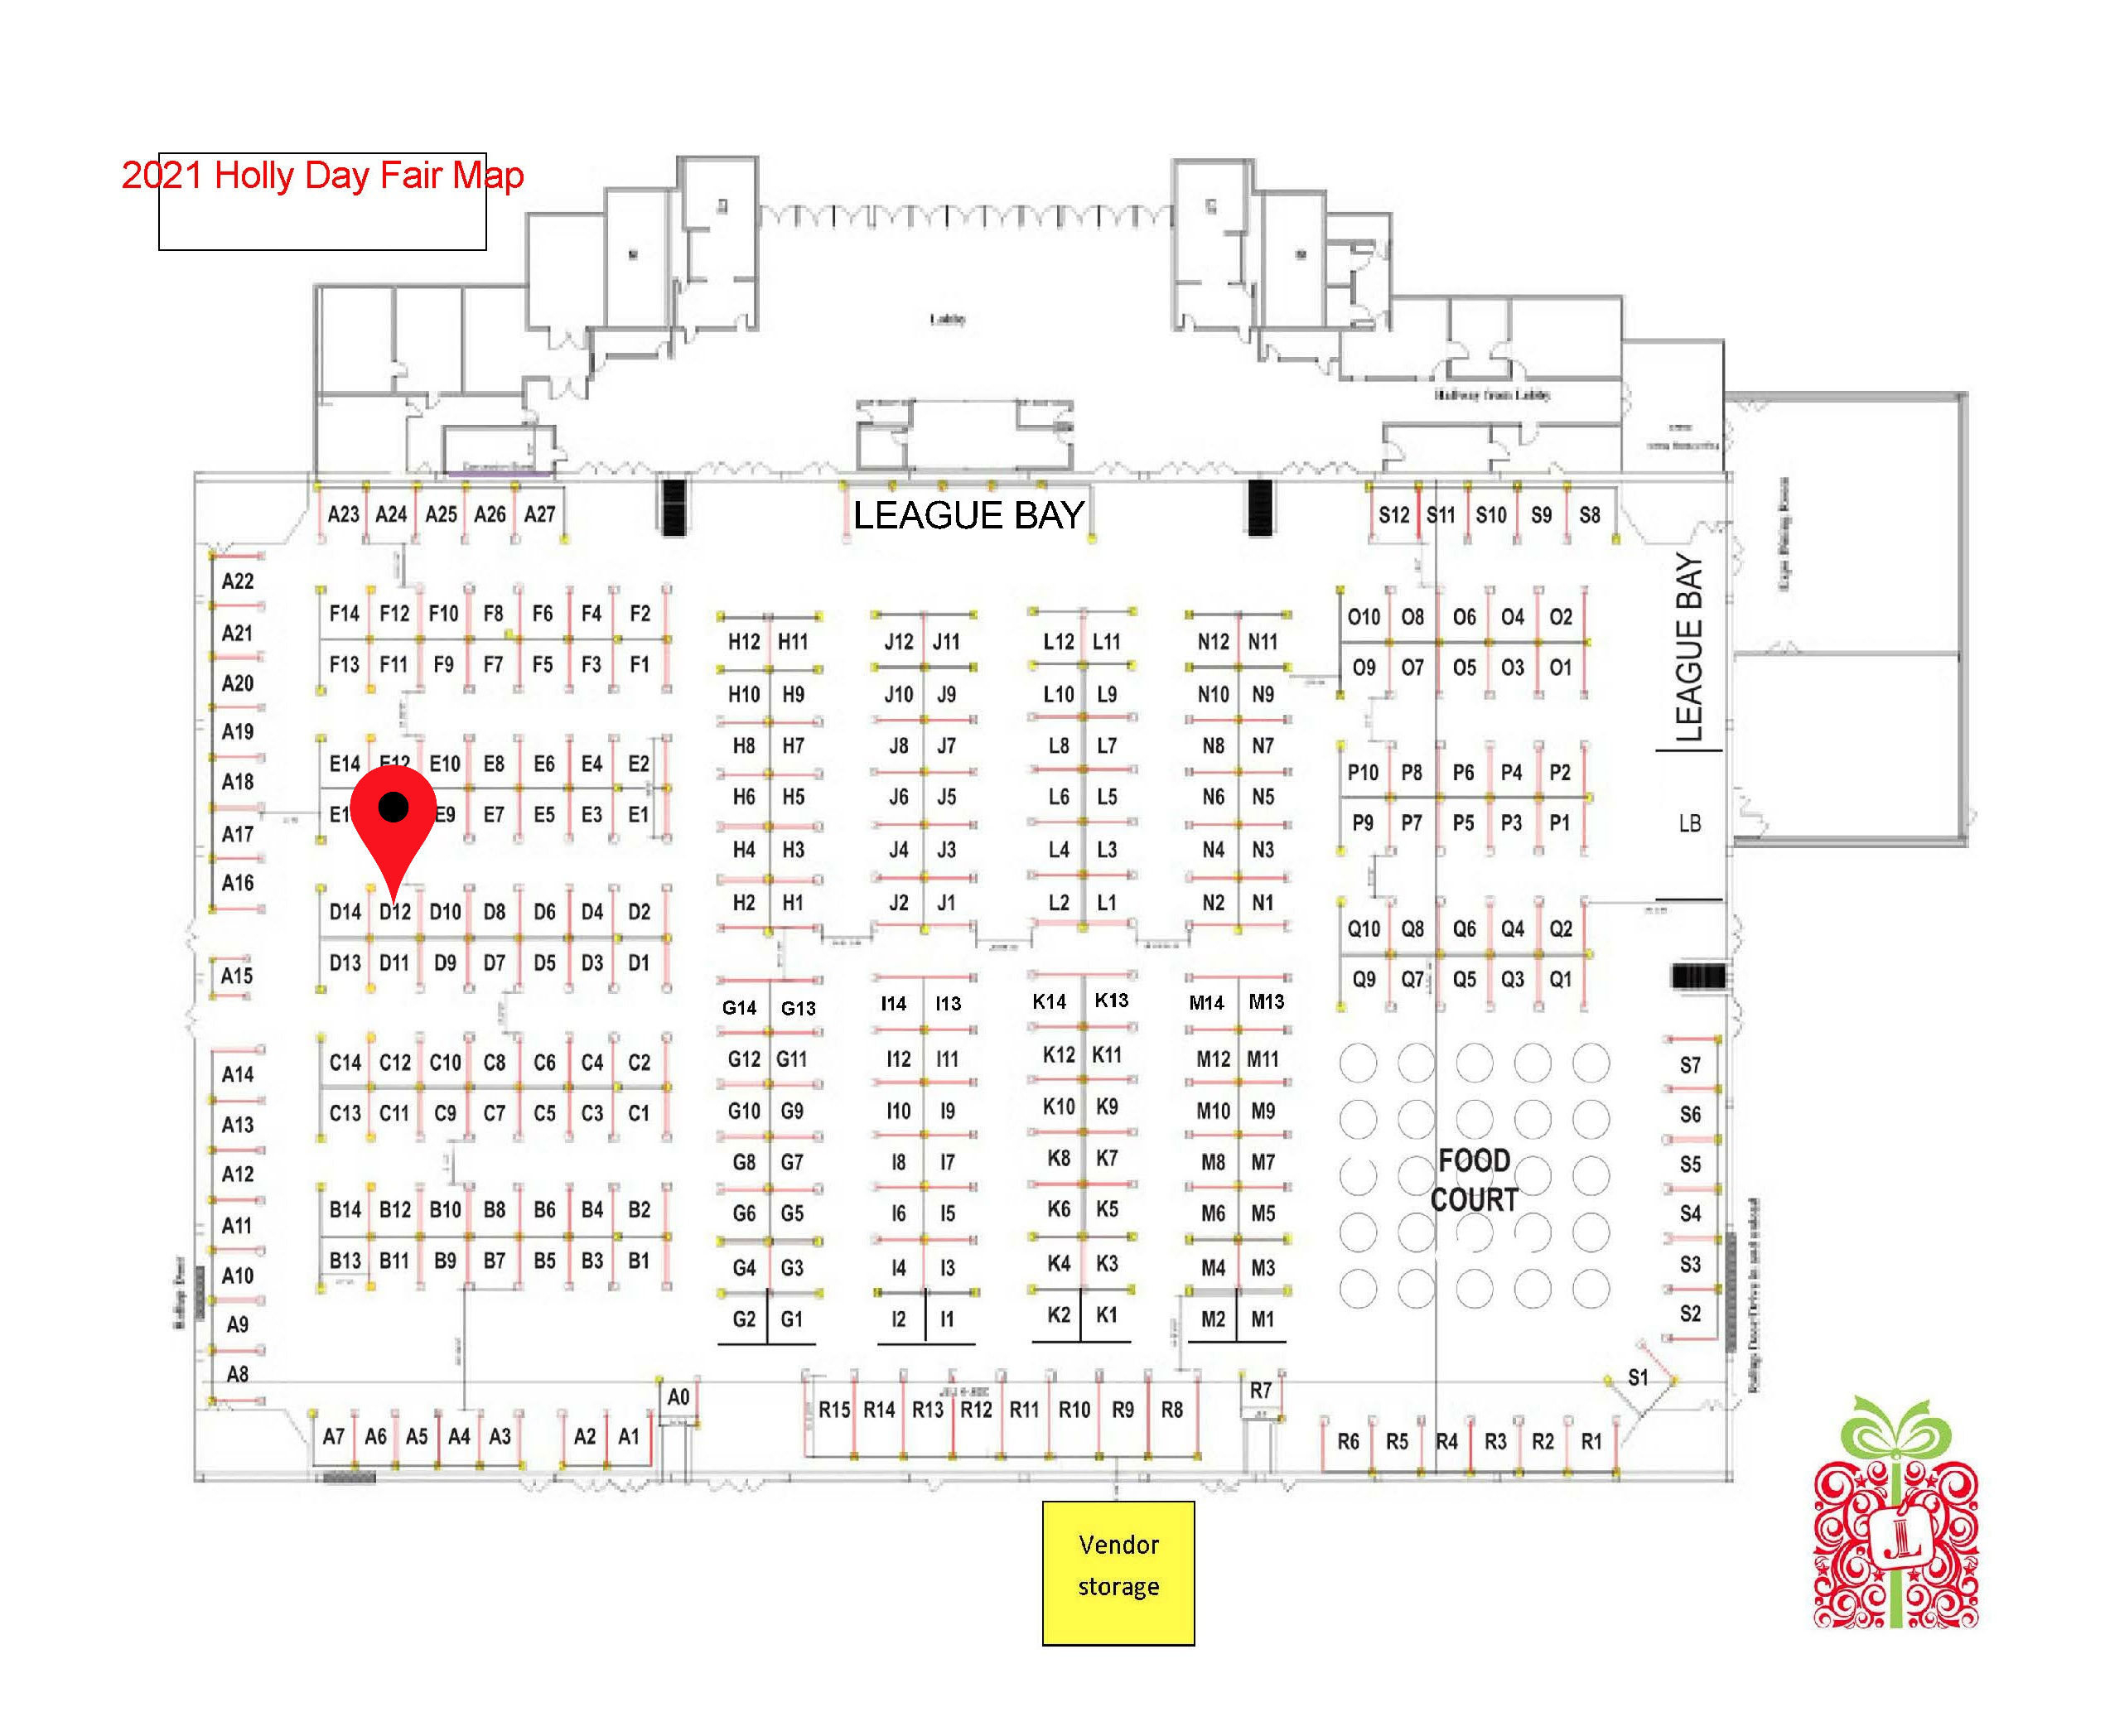 2021 Holly Day Fair Map
Lobby
Hallway from Lobby
LEAGUE BAY
A23 A24 A25 A26 A27
S12 S11 S10 S9 S8
A22
A21
A20
A19
A18
A17
A16
A15
A14
A13
A12
A11
A10
A9
A8
F14 F12 F10 F8 F6 F4 F2
F13 F11 F9 F7 F5 F3 F1
E14 E12 E10 E8 E6 E4 E2
E9 E7 E5 E3 E1
D14 D12 D10 D8 D6 D4 D2
D13 D11 D9 D7 D5 D3 D1
C14 C12 C10 C8 C6 C4 C2
C13 C11 C9 C7 C5 C3 C1
B14 B12 B10 B8 B6 B4 B2
B13 B11 B9 B7 B5 B3 B1
H12 H11
H10 H9
H8 H7
H6 H5
H4 H3
H2 H1
G14 G13
G12 G11
G10 G9
G8 G7
G6 G5
G4 G3
G2 G1
J12 J11
J10 J9
J8 J7
J6 J5
J4 J3
J2 J1
I14 I13
I12 I11
I10 I9
I8 I7
I6 I5
I4 I3
I2 I1
L12 L11
L10 L9
L8 L7
L6 L5
L4 L3
L2 L1
K14 K13
K12 K11
K10 K9
K8 K7
K6 K5
K4 K3
K2 K1
N12 N11
N10 N9
N8 N7
N6 N5
N4 N3
N2 N1
M14 M13
M12 M11
M10 M9
M8 M7
M6 M5
M4 M3
M2 M1
O10 O8 O6 O4 O2
O9 O7 O5 O3 O1
P10 P8 P6 P4 P2
P9 P7 P5 P3 P1
Q10 Q8 Q6 Q4 Q2
Q9 Q7 Q5 Q3 Q1
LEAGUE BAY
LB
FOOD
COURT
S7
S6
S5
S4
S3
S2
S1
A7 A6 A5 A4 A3 A2 A1
A0
R15 R14 R13 R12 R11 R10 R9 R8
R7
R6 R5 R4 R3 R2 R1
Vendor
storage
JL